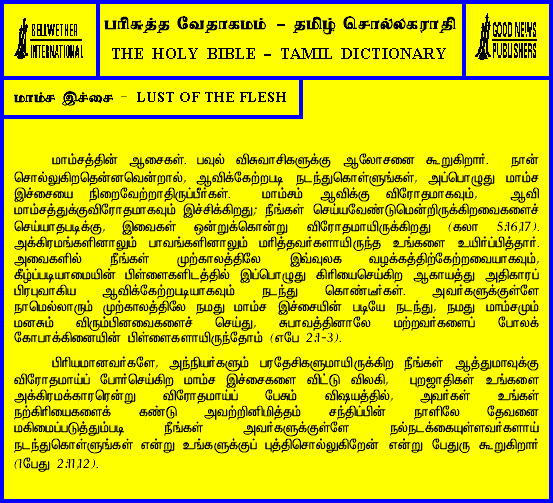 BELLWETHER
INTERNATIONAL
பரிசுத்த வேதாகமம் – தமிழ் சொல்லகராதி
THE HOLY BIBLE – TAMIL DICTIONARY
GOOD NEWS
PUBLISHERS
மாம்ச இச்சை - LUST OF THE FLESH
மாம்சத்தின் ஆசைகள். பவுல் விசுவாசிகளுக்கு ஆலோசனை கூறுகிறார். நான்
சொல்லுகிறதென்னவென்றால், ஆவிக்கேற்றபடி நடந்துகொள்ளுங்கள், அப்பொழுது மாம்ச
இச்சையை நிறைவேற்றாதிருப்பீர்கள். மாம்சம் ஆவிக்கு விரோதமாகவும், ஆவி
மாம்சத்துக்குவிரோதமாகவும் இச்சிக்கிறது; நீங்கள் செய்யவேண்டுமென்றிருக்கிறவைகளைச்
செய்யாதபடிக்கு, இவைகள் ஒன்றுக்கொன்று விரோதமாயிருக்கிறது (கலா 5:16,17).
அக்கிரமங்களினாலும் பாவங்களினாலும் மரித்தவர்களாயிருந்த உங்களை உயிர்ப்பித்தார்.
அவைகளில் நீங்கள் முற்காலத்திலே இவ்வுலக வழக்கத்திற்கேற்றவையாகவும்,
கீழ்ப்படியாமையின் பிள்ளைகளிடத்தில் இப்பொழுது கிரியைசெய்கிற ஆகாயத்து அதிகாரப்
பிரபுவாகிய ஆவிக்கேற்றபடியாகவும் நடந்து கொண்டீர்கள். அவர்களுக்குள்ளே
நாமெல்லாரும் முற்காலத்திலே நமது மாம்ச இச்சையின் படியே நடந்து, நமது மாம்சமும்
மனசும் விரும்பினவைகளைச் செய்து, சுபாவத்தினாலே மற்றவர்களைப் போலக்
கோபாக்கினையின் பிள்ளைகளாயிருந்தோம் (எபே 2:1-3).
பிரியமானவர்களே, அந்நியர்களும் பரதேசிகளுமாயிருக்கிற நீங்கள் ஆத்துமாவுக்கு
விரோதமாய்ப் போர்செய்கிற மாம்ச இச்சைகளை விட்டு விலகி, புறஜாதிகள் உங்களை
அக்கிரமக்காரரென்று விரோதமாய்ப் பேசும் விஷயத்தில், அவர்கள் உங்கள்
நற்கிரியைகளைக் கண்டு அவற்றினிமித்தம் சந்திப்பின் நாளிலே தேவனை
மகிமைப்படுத்தும்படி நீங்கள் அவர்களுக்குள்ளே நல்நடக்கையுள்ளவர்களாய்
நடந்துகொள்ளுங்கள் என்று உங்களுக்குப் புத்திசொல்லுகிறேன் என்று பேதுரு கூறுகிறார்
(1பேது 2:11,12).